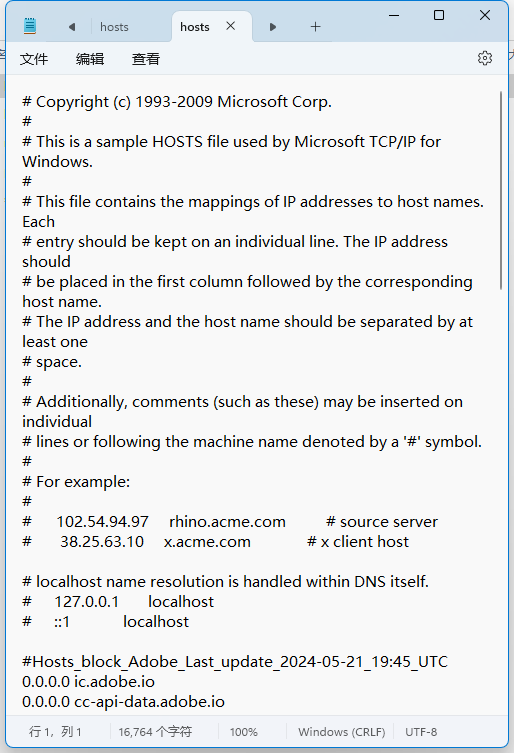 hosts
hosts
文件
编辑
查看
# Copyright (c) 1993-2009 Microsoft Corp.
#
# This is a sample HOSTS file used by Microsoft TCP/IP for
Windows.
#
# This file contains the mappings of IP addresses to host names.
Each
# entry should be kept on an individual line. The IP address
should
# be placed in the first column followed by the corresponding
host name.
# The IP address and the host name should be separated by at
least one
# space.
#
# Additionally, comments (such as these) may be inserted on
individual
# lines or following the machine name denoted by a '#' symbol.
#
# For example:
#
#      102.54.94.97     rhino.acme.com          # source server
#       38.25.63.10     x.acme.com              # x client host

# localhost name resolution is handled within DNS itself.
#      127.0.0.1       localhost
#      ::1             localhost

#Hosts_block_Adobe_Last_update_2024-05-21_19:45_UTC
0.0.0.0 ic.adobe.io
0.0.0.0 cc-api-data.adobe.io
行 1，列 1
16,764 个字符
100%
Windows (CRLF)
UTF-8